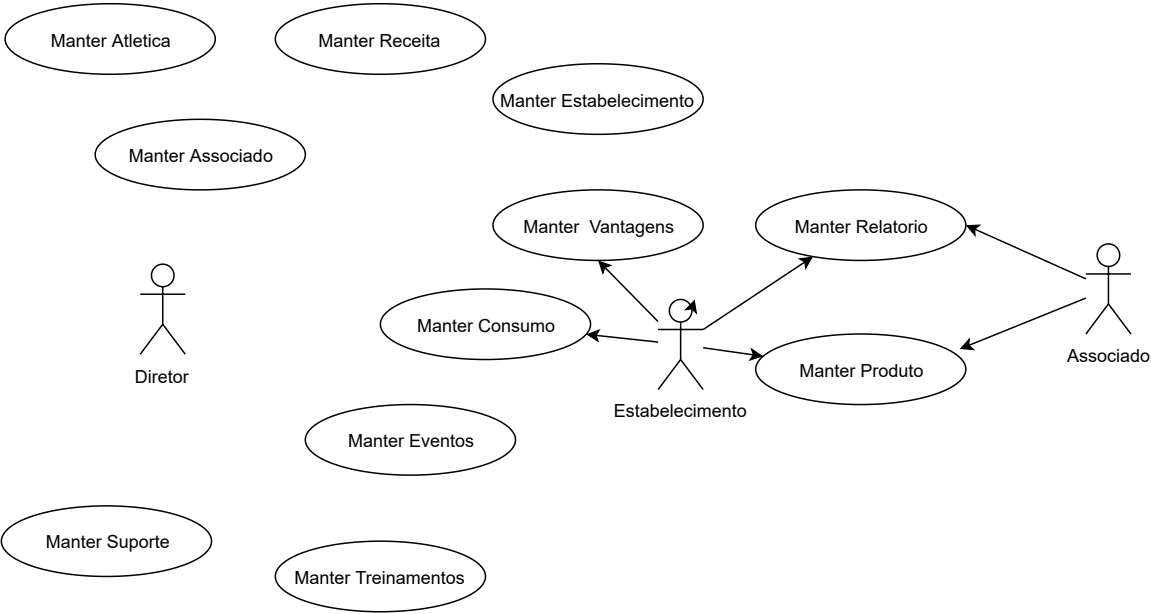 Manter Atletica
Manter Receita
Manter Estabelecimento
Manter Associado
Manter  Vantagens
Manter Relatorio
Manter Consumo
Associado
Manter Produto
Diretor
Estabelecimento
Manter Eventos
Manter Suporte
Manter Treinamentos